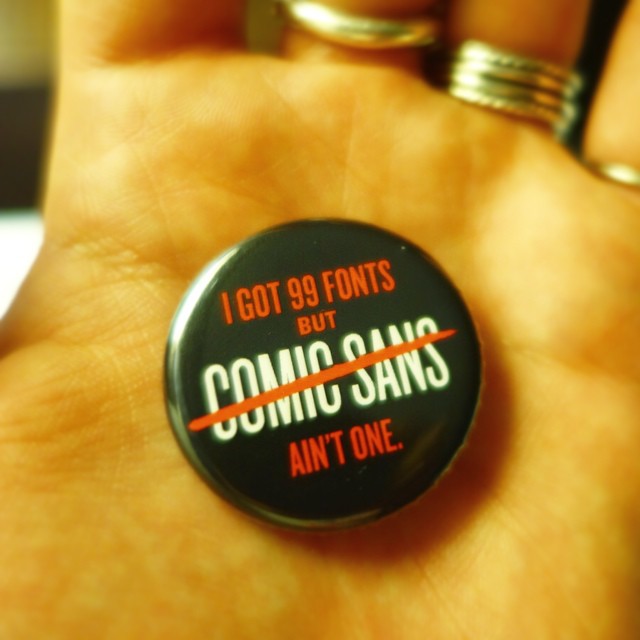 I GOT 99 FONTS
BUT
COMIC SANS
AIN'T ONE.